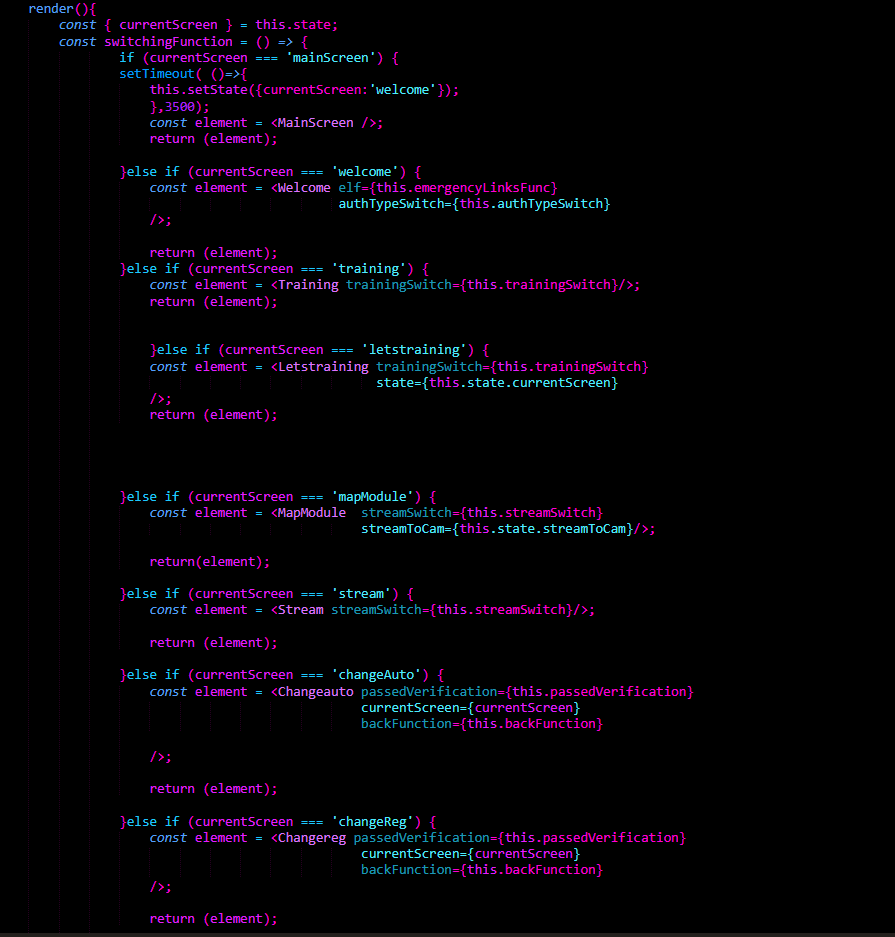 render(){
const { currentScreen } = this.state;
const switchingFunction = () => {
if (currentScreen === 'mainScreen') {
setTimeout( ()=>{
this.setState({currentScreen:'welcome'});
},3500);
const element = <MainScreen />;
return (element);
}else if (currentScreen === 'welcome') {
const element = <Welcome elf={this.emergencyLinksFunc}
authTypeSwitch={this.authTypeSwitch}
/>;
return (element);
}else if (currentScreen === 'training') {
const element = <Training trainingSwitch={this.trainingSwitch}/>;
return (element);
}else if (currentScreen === 'letstraining') {
const element = <Letstraining trainingSwitch={this.trainingSwitch}
state={this.state.currentScreen}
/>;
return (element);
}else if (currentScreen === 'mapModule') {
const element = <MapModule  streamSwitch={this.streamSwitch}
streamToCam={this.state.streamToCam}/>;
return(element);
}else if (currentScreen === 'stream') {
const element = <Stream streamSwitch={this.streamSwitch}/>;
return (element);
}else if (currentScreen === 'changeAuto') {
const element = <Changeauto passedVerification={this.passedVerification}
currentScreen={currentScreen}
backFunction={this.backFunction}
/>;
return (element);
}else if (currentScreen === 'changeReg') {
const element = <Changereg passedVerification={this.passedVerification}
currentScreen={currentScreen}
backFunction={this.backFunction}
/>;
return (element);